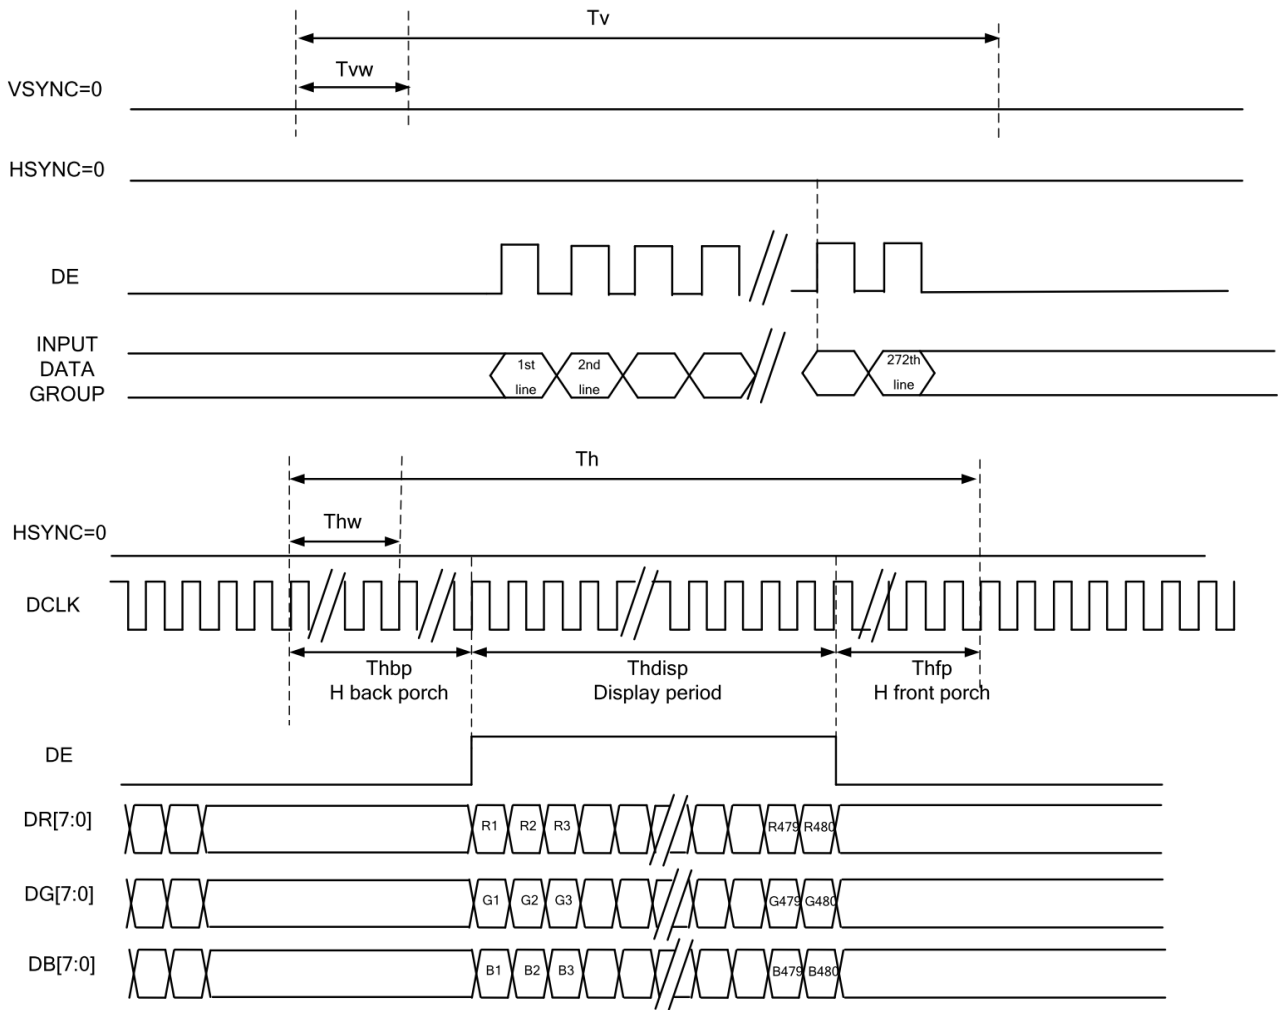 Tv
Tvw
VSYNC=0
HSYNC=0
DE
INPUT
DATA
GROUP
1st
line
2nd
line
272th
line
Th
Thw
HSYNC=0
DCLK
Thbp
H back porch
Thdisp
Display period
Thfp
H front porch
DE
DR[7:0]
R1 R2 R3 R479 R480
DG[7:0]
G1 G2 G3 G479 G480
DB[7:0]
B1 B2 B3 B479 B480